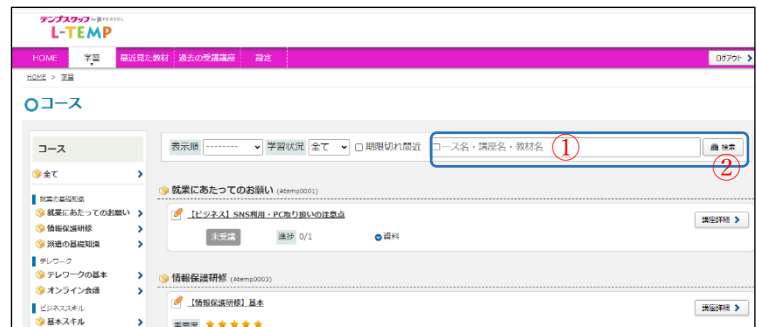 テンプスタッフ
L-TEMP
HOME 学習 最近見た教材 過去の受講講座 設定 ログアウト
HOME > 学習
コース
コース
表示順 -------- 学習状況 全て 期限切れ間近 コース名・講座名・教材名 ① 検索
②
全て
就業の基礎知識
就業にあたってのお願い
情報保護研修
派遣の基礎知識
テレワーク
テレワークの基本
オンライン会議
ビジネススキル
基本スキル
就業にあたってのお願い (Atemp0001)
【ビジネス】SNS利用・PC取り扱いの注意点
講座詳細
未受講 進捗 0/1 資料
情報保護研修 (Atemp0003)
【情報保護研修】基本
講座詳細
重要度 ★★★★★